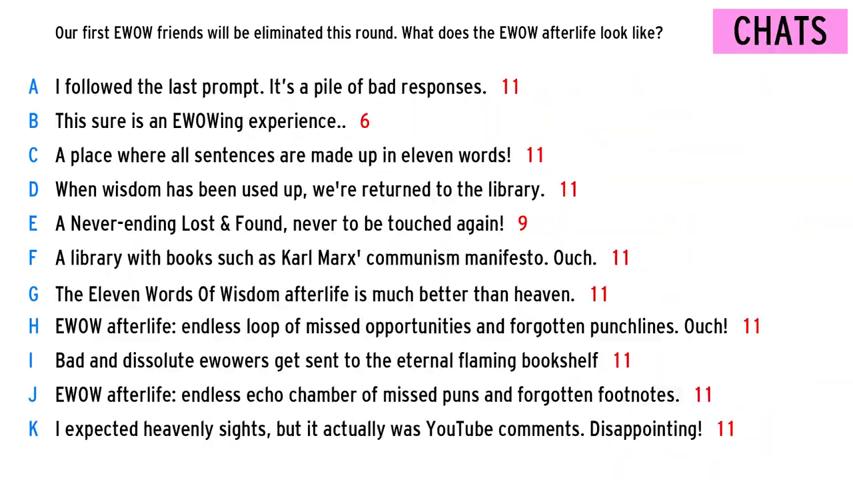 Our first EWOW friends will be eliminated this round. What does the EWOW afterlife look like?
CHATS
A I followed the last prompt. It's a pile of bad responses. 11
B This sure is an EWOWing experience.. 6
C A place where all sentences are made up in eleven words! 11
D When wisdom has been used up, we're returned to the library. 11
E A Never-ending Lost & Found, never to be touched again! 9
F A library with books such as Karl Marx' communism manifesto. Ouch. 11
G The Eleven Words Of Wisdom afterlife is much better than heaven. 11
H EWOW afterlife: endless loop of missed opportunities and forgotten punchlines. Ouch! 11
I Bad and dissolute ewowers get sent to the eternal flaming bookshelf 11
J EWOW afterlife: endless echo chamber of missed puns and forgotten footnotes. 11
K I expected heavenly sights, but it actually was YouTube comments. Disappointing! 11